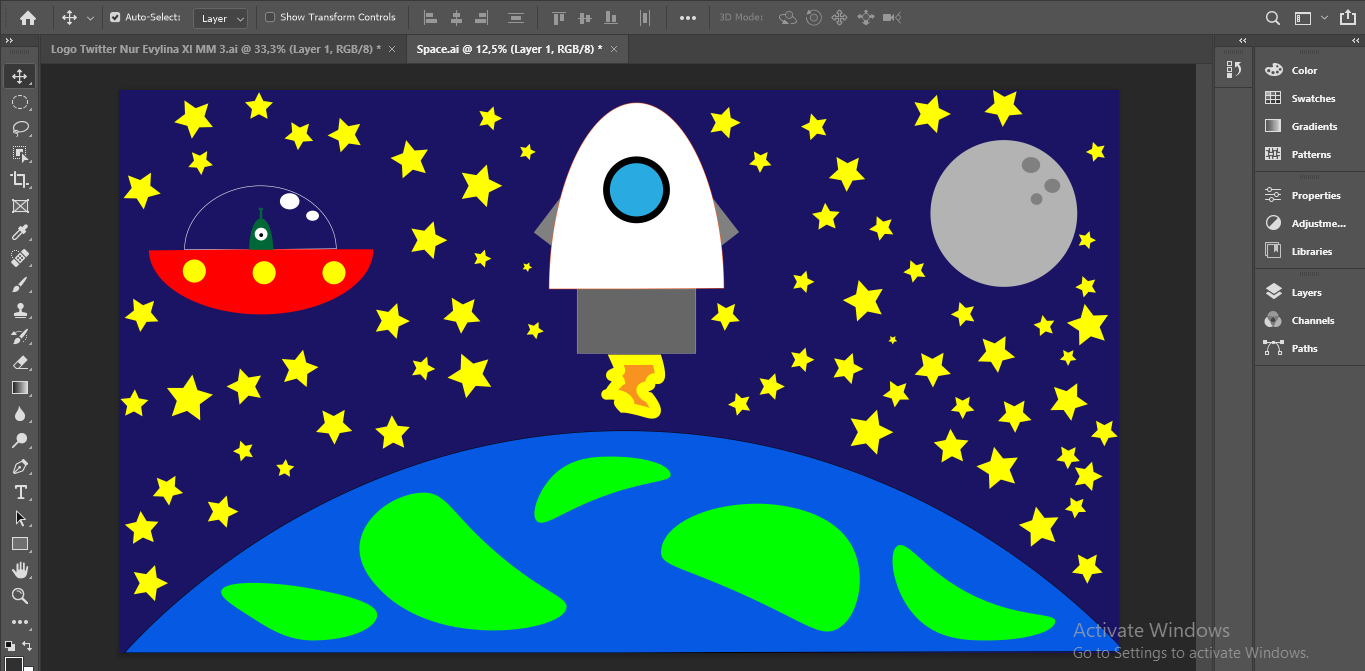 Auto-Select: Layer Show Transform Controls 3D Mode:
Logo Twitter Nur Evylina XI MM 3.ai @ 33,3% (Layer 1, RGB/8) * × Space.ai @ 12,5% (Layer 1, RGB/8) * ×
Color
Swatches
Gradients
Patterns
Properties
Adjustme...
Libraries
Layers
Channels
Paths
Activate Windows
Go to Settings to activate Windows.